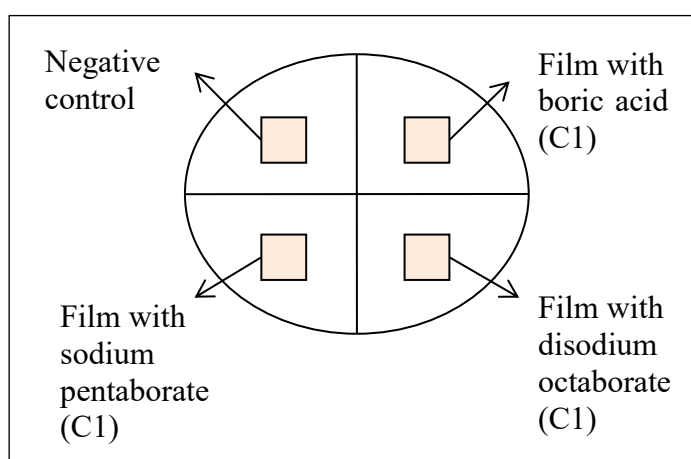 Negative
control
Film with
boric acid
(C1)
Film with
sodium
pentaborate
(C1)
Film with
disodium
octaborate
(C1)